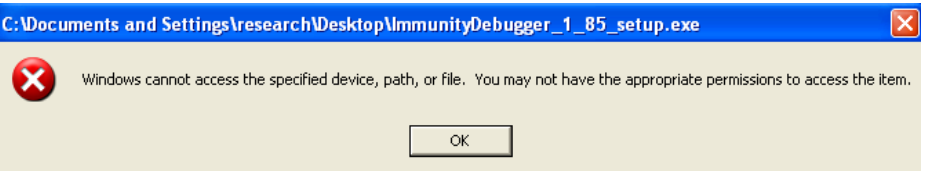 C:\Documents and Settings\research\Desktop\ImmunityDebugger_1_85_setup.exe
Windows cannot access the specified device, path, or file.  You may not have the appropriate permissions to access the item.
OK